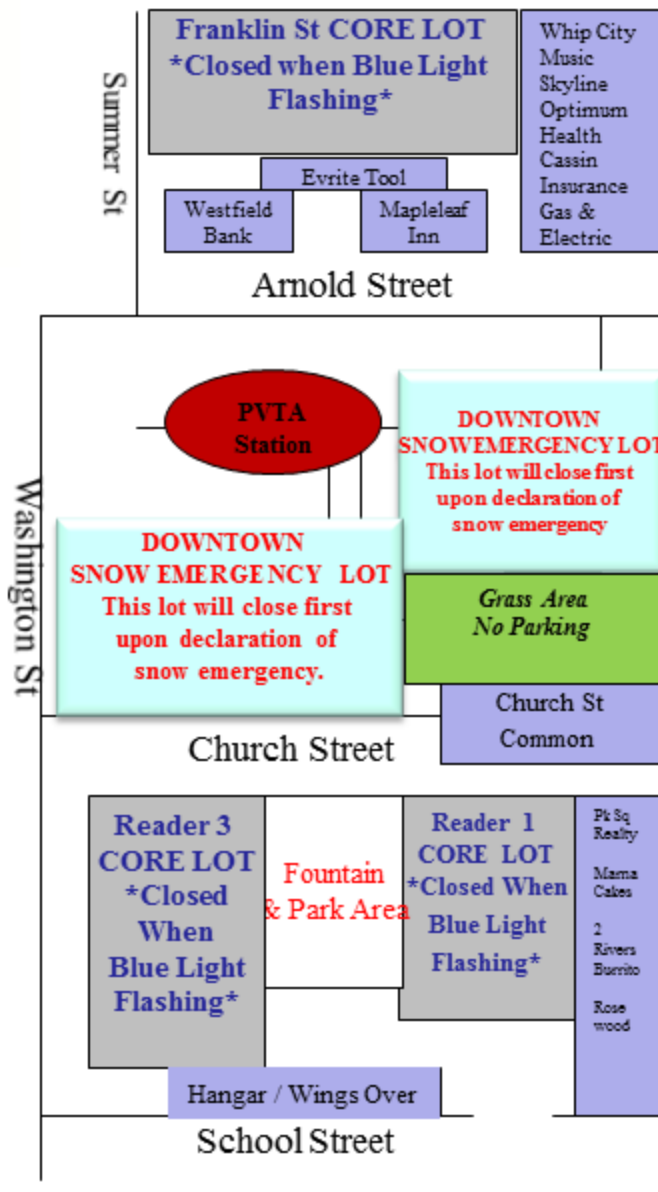 Franklin St CORE LOT
*Closed when Blue Light
Flashing*
Whip City
Music
Skyline
Optimum
Health
Cassin
Insurance
Gas &
Electric
Summer St
Evrite Tool
Westfield
Bank
Mapleleaf
Inn
Arnold Street
PVTA
Station
DOWNTOWN
SNOW EMERGENCY LOT
This lot will close first
upon declaration of
snow emergency
Washington St
DOWNTOWN
SNOW EMERGENCY LOT
This lot will close first
upon declaration of
snow emergency.
Grass Area
No Parking
Church St
Common
Church Street
Reader 3
CORE LOT
*Closed
When
Blue Light
Flashing*
Fountain
& Park Area
Reader 1
CORE LOT
*Closed When
Blue Light
Flashing*
Pk Sq
Realty
Mama
Cakes
2
Rivers
Burrito
Rose
wood
Hangar / Wings Over
School Street